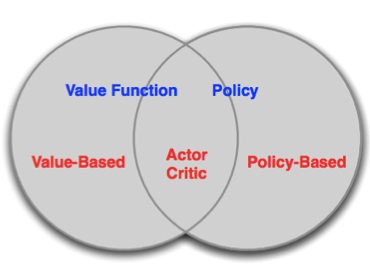 Value Function
Policy
Value-Based
Actor
Critic
Policy-Based